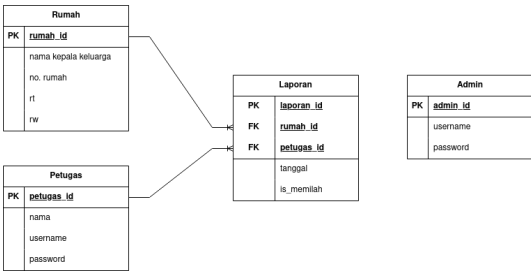 Rumah
PK rumah_id
nama kepala keluarga
no. rumah
rt
rw
Petugas
PK petugas_id
nama
username
password
Laporan
PK laporan_id
FK rumah_id
FK petugas_id
tanggal
is_memilah
Admin
PK admin_id
username
password